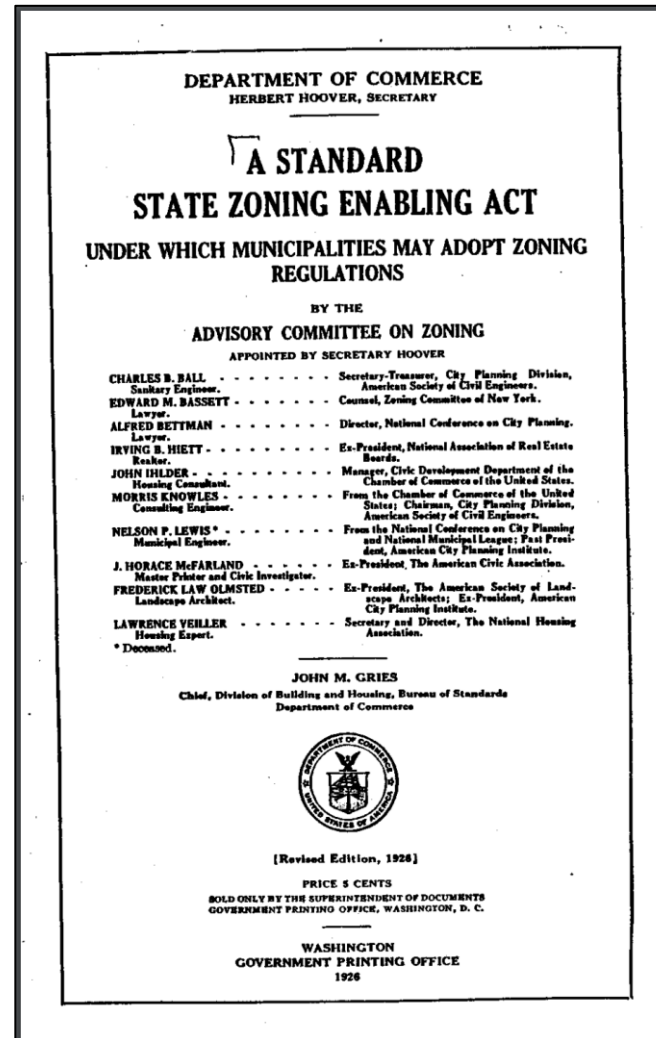 DEPARTMENT OF COMMERCE
HERBERT HOOVER, SECRETARY
A STANDARD
STATE ZONING ENABLING ACT
UNDER WHICH MUNICIPALITIES MAY ADOPT ZONING
REGULATIONS
BY THE
ADVISORY COMMITTEE ON ZONING
APPOINTED BY SECRETARY HOOVER
CHARLES B. BALL - - - - - - - - Secretary-Treasurer, City Planning Division,
Sanitary Engineer. American Society of Civil Engineers.
EDWARD M. BASSETT - - - - - - - Counsel, Zoning Committee of New York.
Lawyer.
ALFRED BETTMAN - - - - - - - - Director, National Conference on City Planning.
Lawyer.
IRVING B. HIETT - - - - - - - - Ex-President, National Association of Real Estate
Realtor. Boards.
JOHN IHLDER - - - - - - - - - - Manager, Civic Development Department of the
Housing Consultant. Chamber of Commerce of the United States.
MORRIS KNOWLES - - - - - - - - From the Chamber of Commerce of the United
Consulting Engineer. States; Chairman, City Planning Division,
American Society of Civil Engineers.
NELSON P. LEWIS * - - - - - - - From the National Conference on City Planning
Municipal Engineer. and National Municipal League; Past Presi-
dent, American City Planning Institute.
J. HORACE McFARLAND - - - - - - Ex-President, The American Civic Association.
Master Printer and Civic Investigator.
FREDERICK LAW OLMSTED - - - - - Ex-President, The American Society of Land-
Landscape Architect. scape Architects; Ex-President, American
City Planning Institute.
LAWRENCE VEILLER - - - - - - - Secretary and Director, The National Housing
Housing Expert. Association.
* Deceased.
JOHN M. GRIES
Chief, Division of Building and Housing, Bureau of Standards
Department of Commerce
DEPARTMENT OF COMMERCE
UNITED STATES OF AMERICA
[Revised Edition, 1926]
PRICE 5 CENTS
SOLD ONLY BY THE SUPERINTENDENT OF DOCUMENTS
GOVERNMENT PRINTING OFFICE, WASHINGTON, D. C.
WASHINGTON
GOVERNMENT PRINTING OFFICE
1926